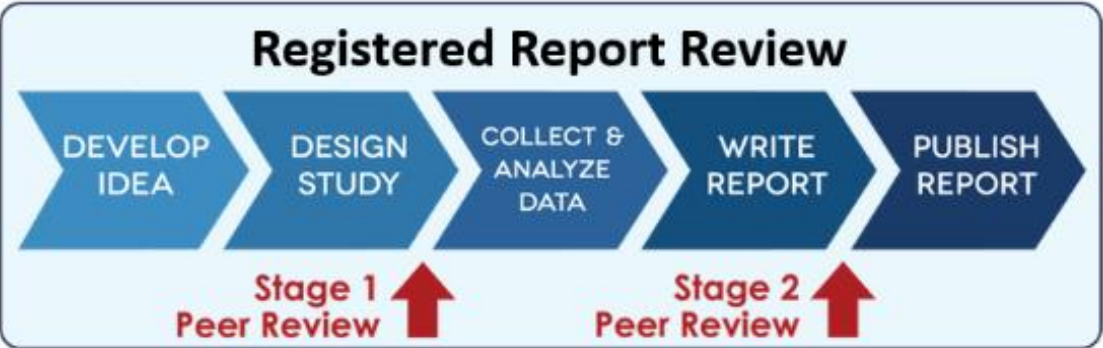 Registered Report Review
DEVELOP
IDEA
DESIGN
STUDY
COLLECT &
ANALYZE
DATA
WRITE
REPORT
PUBLISH
REPORT
Stage 1
Peer Review
Stage 2
Peer Review